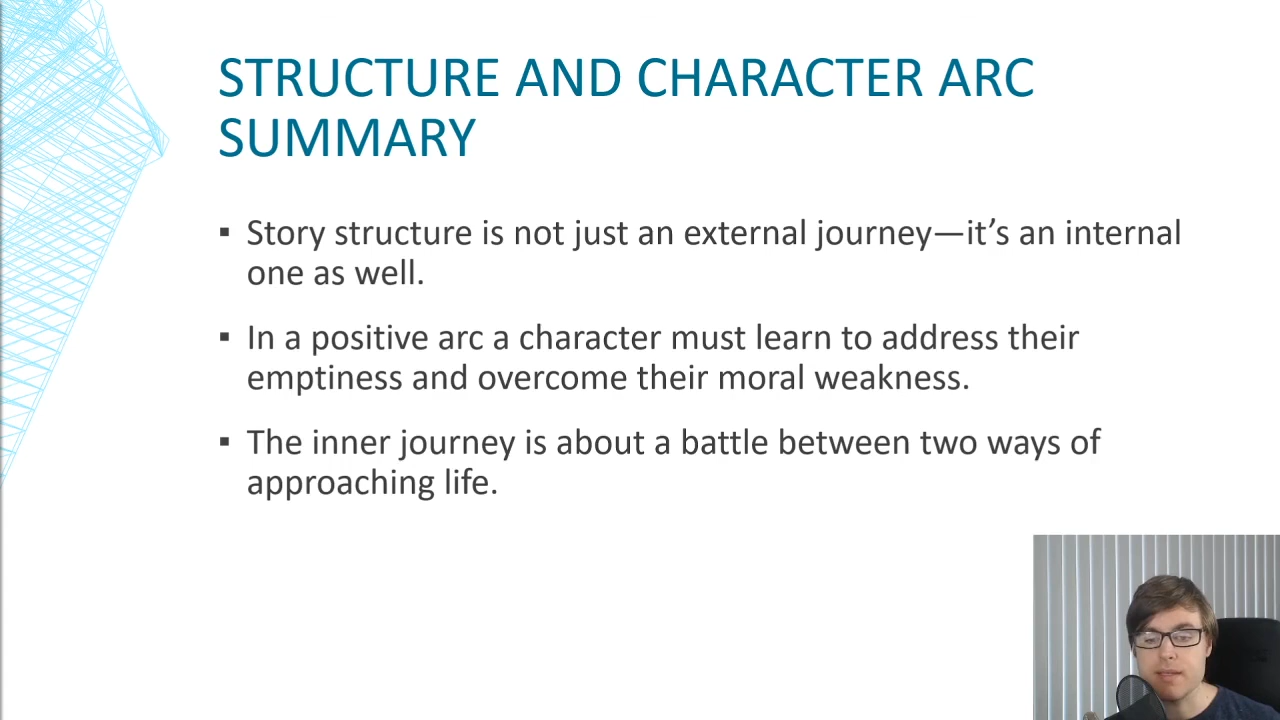 STRUCTURE AND CHARACTER ARC
SUMMARY
▪ Story structure is not just an external journey—it’s an internal
one as well.
▪ In a positive arc a character must learn to address their
emptiness and overcome their moral weakness.
▪ The inner journey is about a battle between two ways of
approaching life.